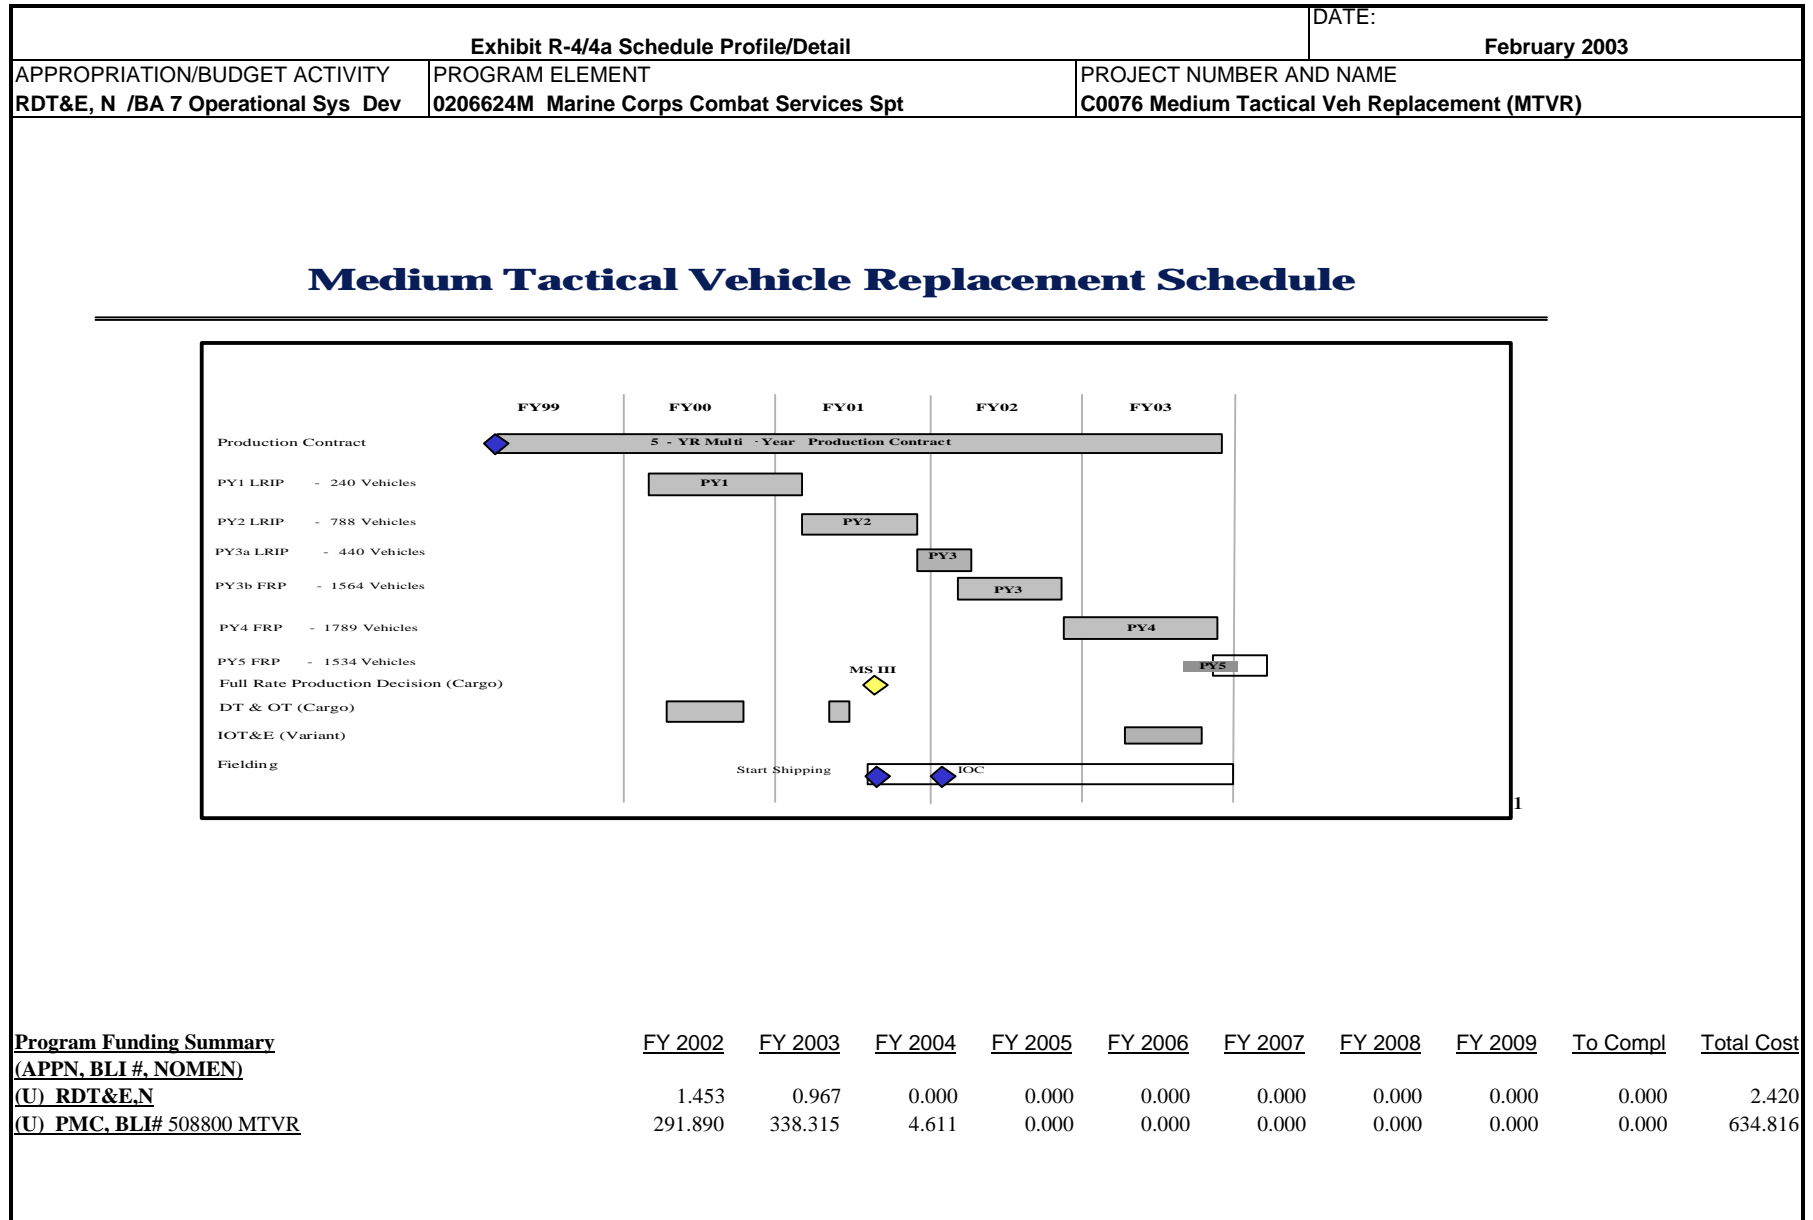 DATE:
Exhibit R-4/4a Schedule Profile/Detail February 2003
APPROPRIATION/BUDGET ACTIVITY PROGRAM ELEMENT PROJECT NUMBER AND NAME
RDT&E, N /BA 7 Operational Sys Dev 0206624M Marine Corps Combat Services Spt C0076 Medium Tactical Veh Replacement (MTVR)
Medium Tactical Vehicle Replacement Schedule
FY99 FY00 FY01 FY02 FY03
Production Contract 5 - YR Multi - Year Production Contract
PY1 LRIP - 240 Vehicles PY1
PY2 LRIP - 788 Vehicles PY2
PY3a LRIP - 440 Vehicles PY3
PY3b FRP - 1564 Vehicles PY3
PY4 FRP - 1789 Vehicles PY4
PY5 FRP - 1534 Vehicles PY5
MS III
Full Rate Production Decision (Cargo)
DT & OT (Cargo)
IOT&E (Variant)
Fielding Start Shipping IOC
1
Program Funding Summary FY 2002 FY 2003 FY 2004 FY 2005 FY 2006 FY 2007 FY 2008 FY 2009 To Compl Total Cost
(APPN, BLI #, NOMEN)
(U) RDT&E,N 1.453 0.967 0.000 0.000 0.000 0.000 0.000 0.000 0.000 2.420
(U) PMC, BLI# 508800 MTVR 291.890 338.315 4.611 0.000 0.000 0.000 0.000 0.000 0.000 634.816